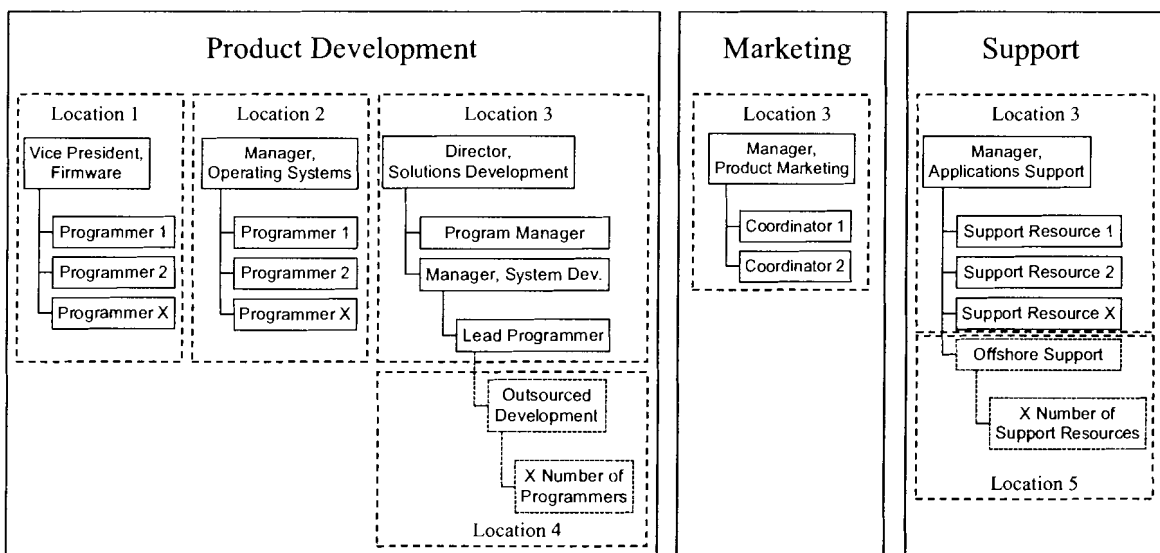 Product Development
Location 1
Vice President,
Firmware
Programmer 1
Programmer 2
Programmer X
Location 2
Manager,
Operating Systems
Programmer 1
Programmer 2
Programmer X
Location 3
Director,
Solutions Development
Program Manager
Manager, System Dev.
Lead Programmer
Outsourced
Development
X Number of
Programmers
Location 4
Marketing
Location 3
Manager,
Product Marketing
Coordinator 1
Coordinator 2
Support
Location 3
Manager,
Applications Support
Support Resource 1
Support Resource 2
Support Resource X
Offshore Support
X Number of
Support Resources
Location 5